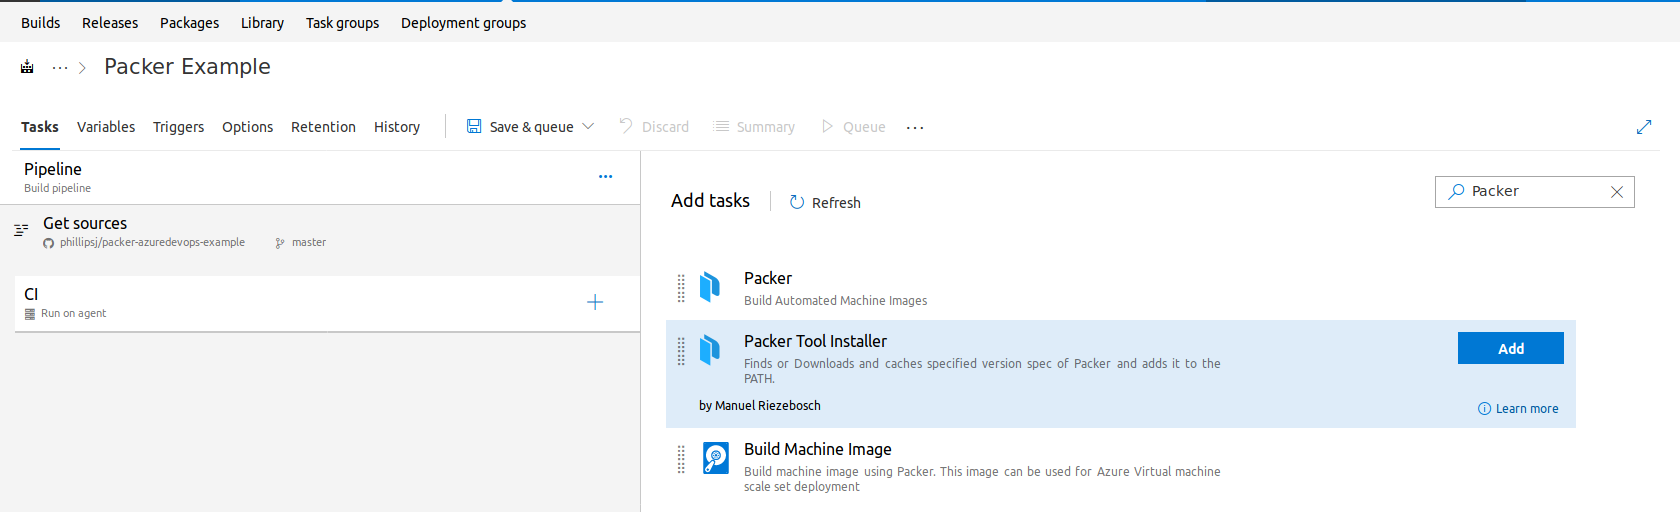 Builds Releases Packages Library Task groups Deployment groups
... > Packer Example
Tasks Variables Triggers Options Retention History Save & queue Discard Summary Queue ...
Pipeline
Build pipeline
Get sources
phillipsj/packer-azuredevops-example master
CI
Run on agent
Add tasks Refresh Packer
Packer
Build Automated Machine Images
Packer Tool Installer
Finds or Downloads and caches specified version spec of Packer and adds it to the
PATH.
Add
by Manuel Riezebosch
Learn more
Build Machine Image
Build machine image using Packer. This image can be used for Azure Virtual machine
scale set deployment